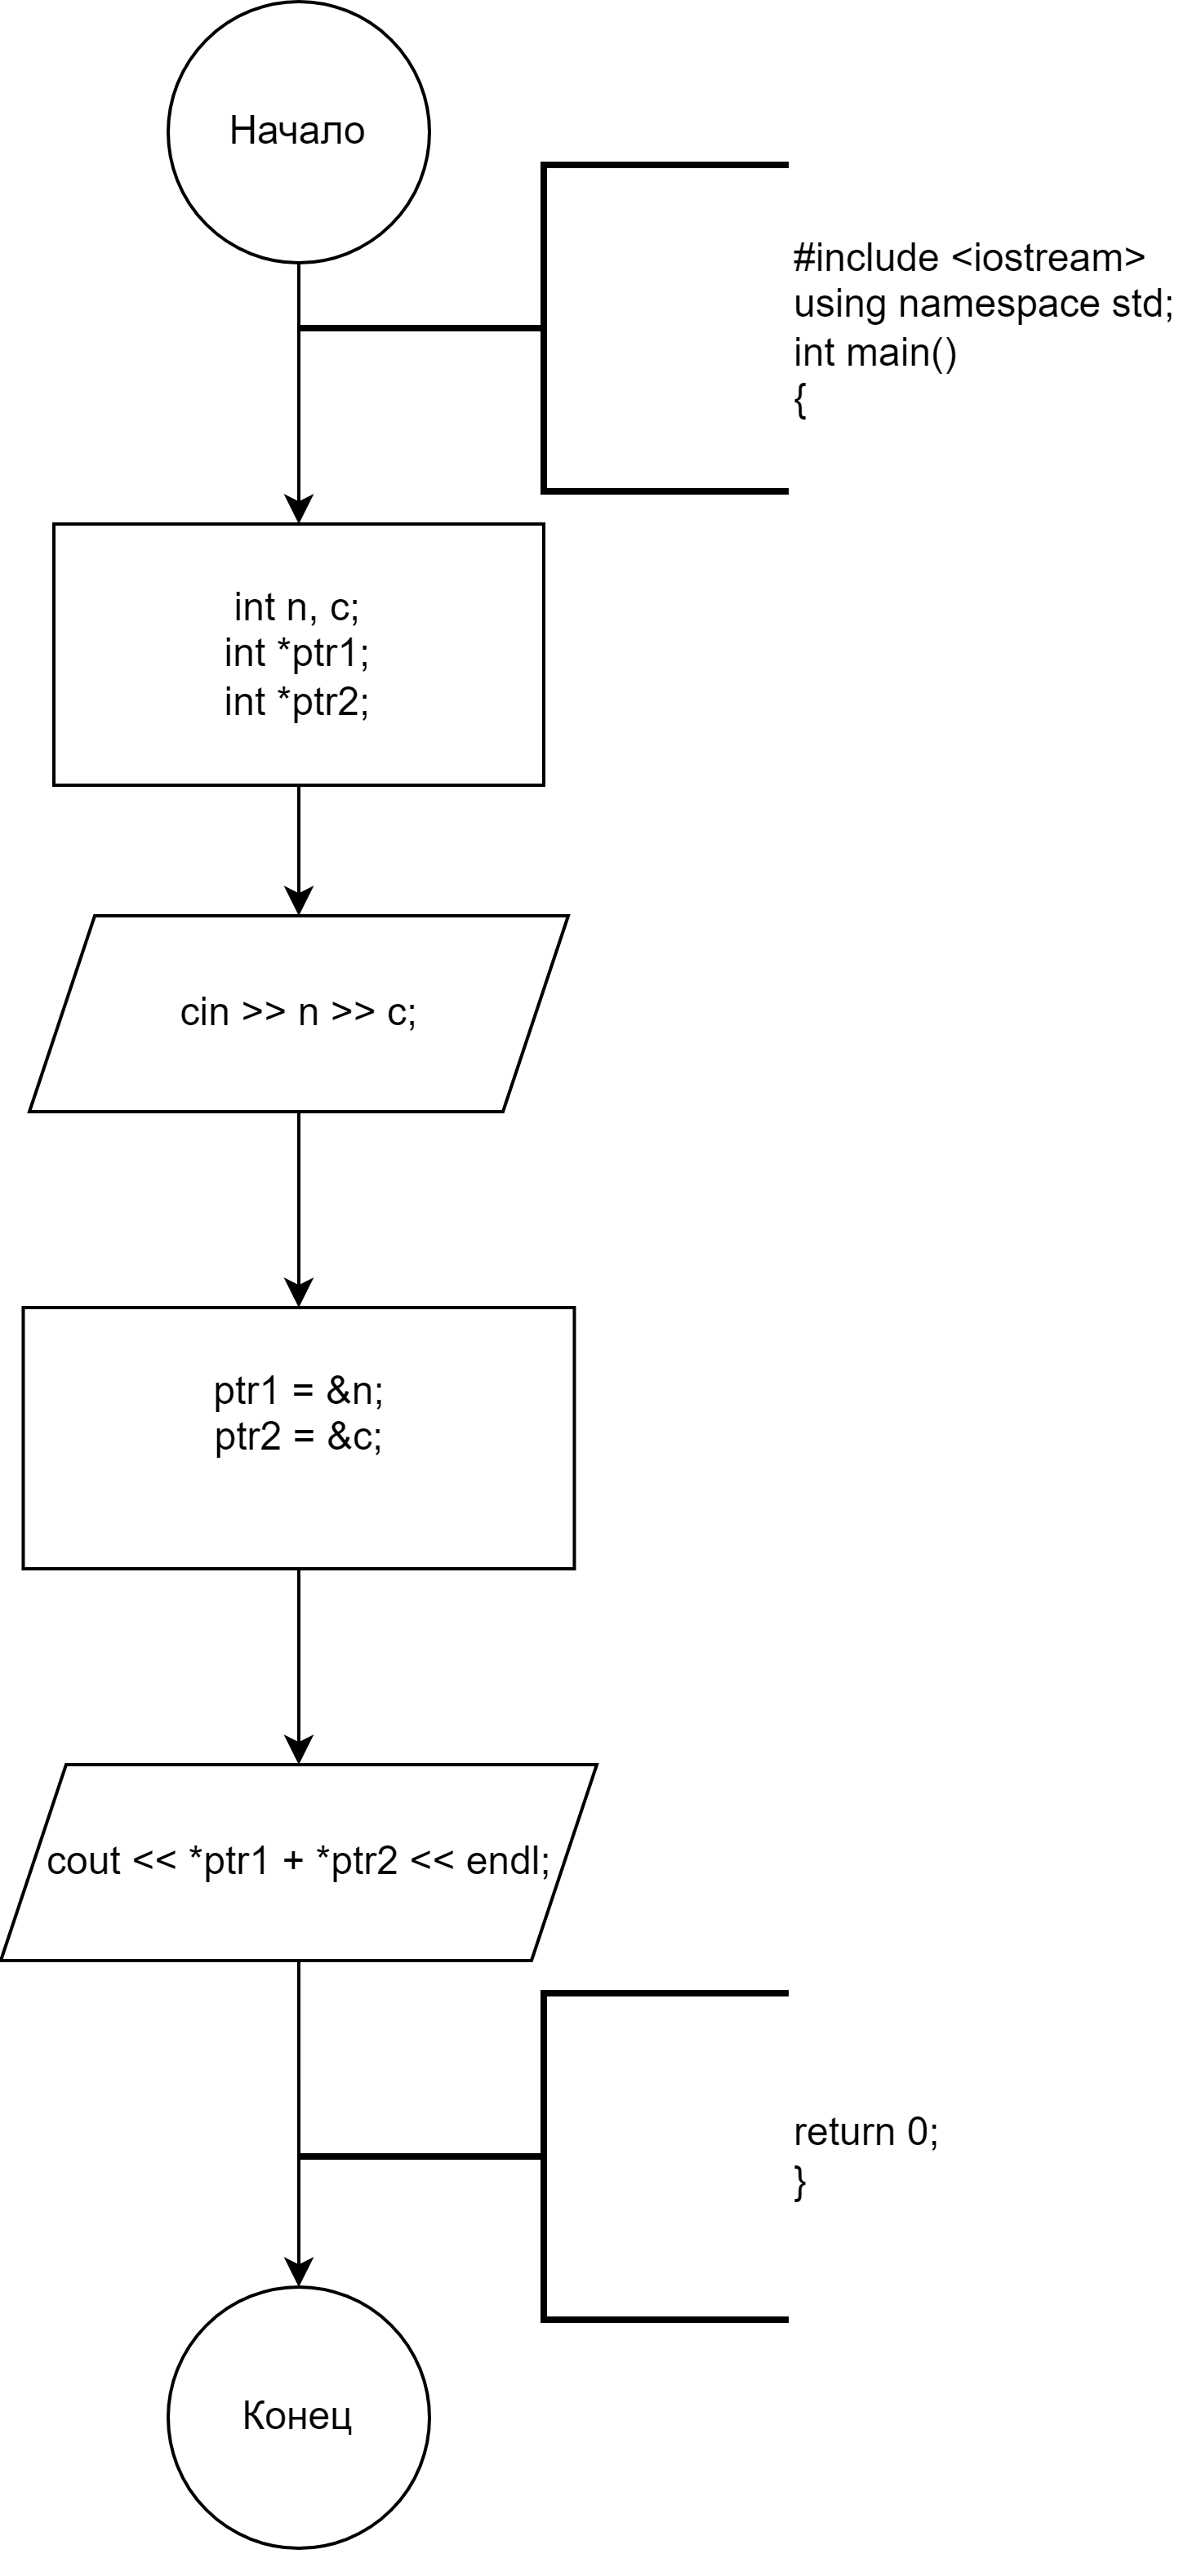 Начало
#include <iostream>
using namespace std;
int main()
{
int n, c;
int *ptr1;
int *ptr2;
cin >> n >> c;
ptr1 = &n;
ptr2 = &c;
cout << *ptr1 + *ptr2 << endl;
return 0;
}
Конец